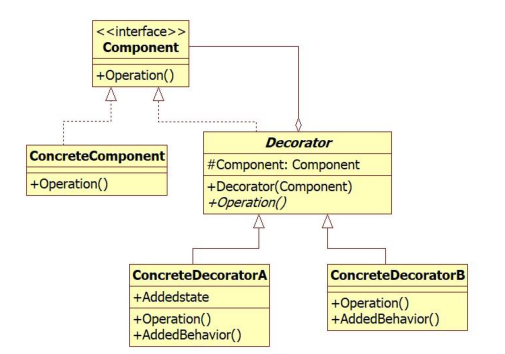 <<interface>>
Component
+Operation()
ConcreteComponent
+Operation()
Decorator
#Component: Component
+Decorator(Component)
+Operation()
ConcreteDecoratorA
+Addedstate
+Operation()
+AddedBehavior()
ConcreteDecoratorB
+Operation()
+AddedBehavior()